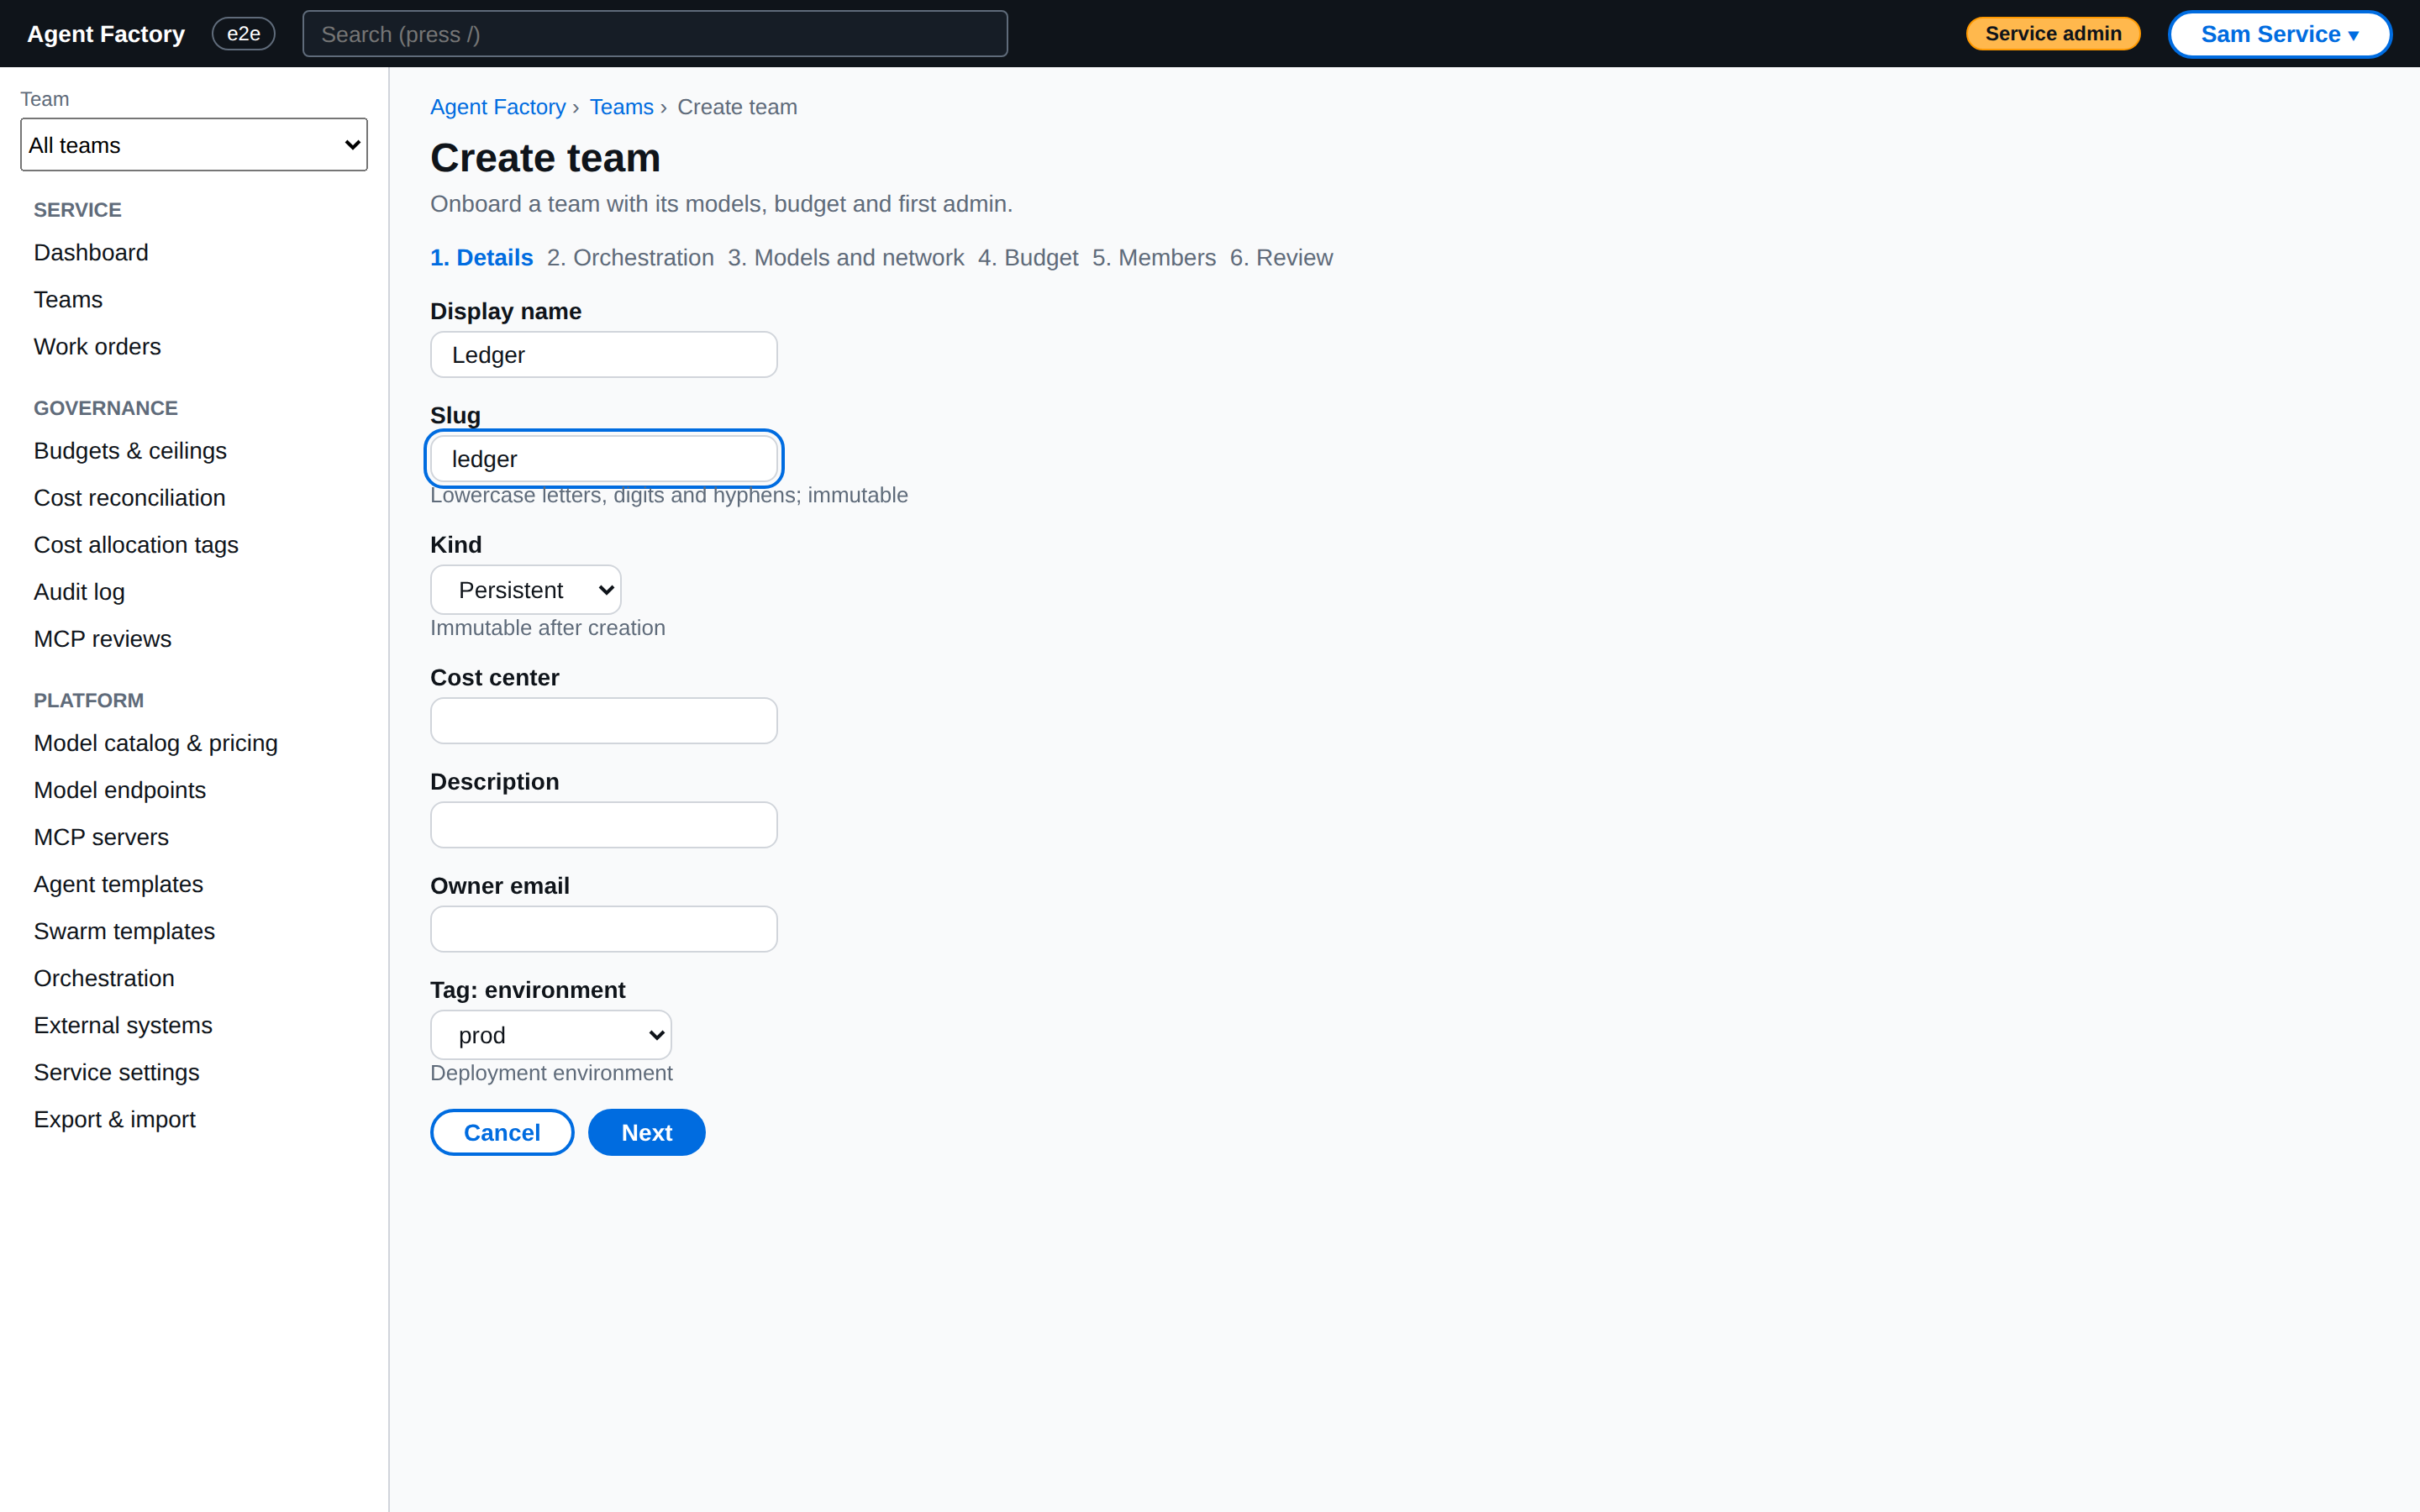 Agent Factory e2e Search (press /) Service admin Sam Service ▾
Team
All teams
SERVICE
Dashboard
Teams
Work orders
GOVERNANCE
Budgets & ceilings
Cost reconciliation
Cost allocation tags
Audit log
MCP reviews
PLATFORM
Model catalog & pricing
Model endpoints
MCP servers
Agent templates
Swarm templates
Orchestration
External systems
Service settings
Export & import
Agent Factory › Teams › Create team
Create team
Onboard a team with its models, budget and first admin.
1. Details 2. Orchestration 3. Models and network 4. Budget 5. Members 6. Review
Display name
Ledger
Slug
ledger
Lowercase letters, digits and hyphens; immutable
Kind
Persistent
Immutable after creation
Cost center
Description
Owner email
Tag: environment
prod
Deployment environment
Cancel Next